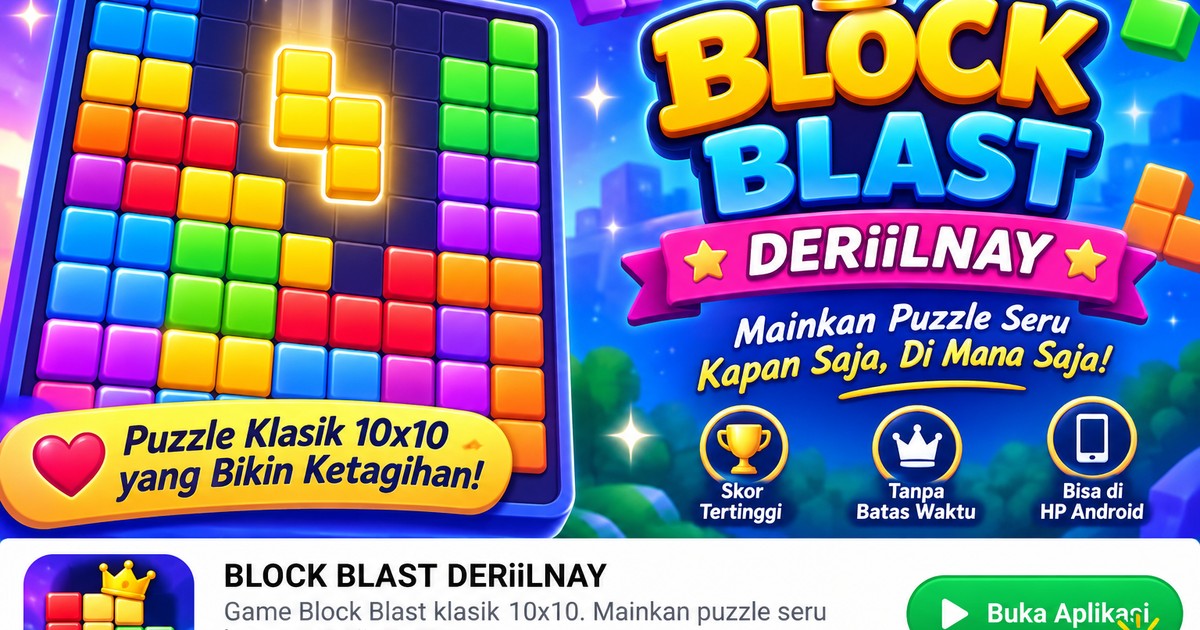 BLOCK
BLAST
DERiiLNAY
Mainkan Puzzle Seru
Kapan Saja, Di Mana Saja!
Puzzle Klasik 10x10
yang Bikin Ketagihan!
Skor
Tertinggi
Tanpa
Batas Waktu
Bisa di
HP Android
BLOCK BLAST DERiiLNAY
Game Block Blast klasik 10x10. Mainkan puzzle seru
Buka Aplikasi